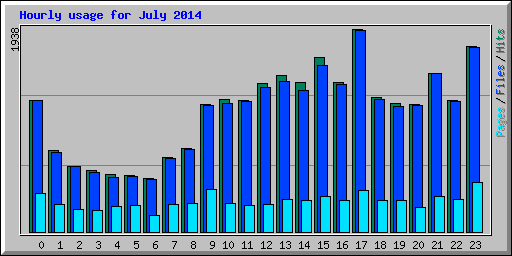 Hourly usage for July 2014
1938
Pages / Files / Hits
0 1 2 3 4 5 6 7 8 9 10 11 12 13 14 15 16 17 18 19 20 21 22 23